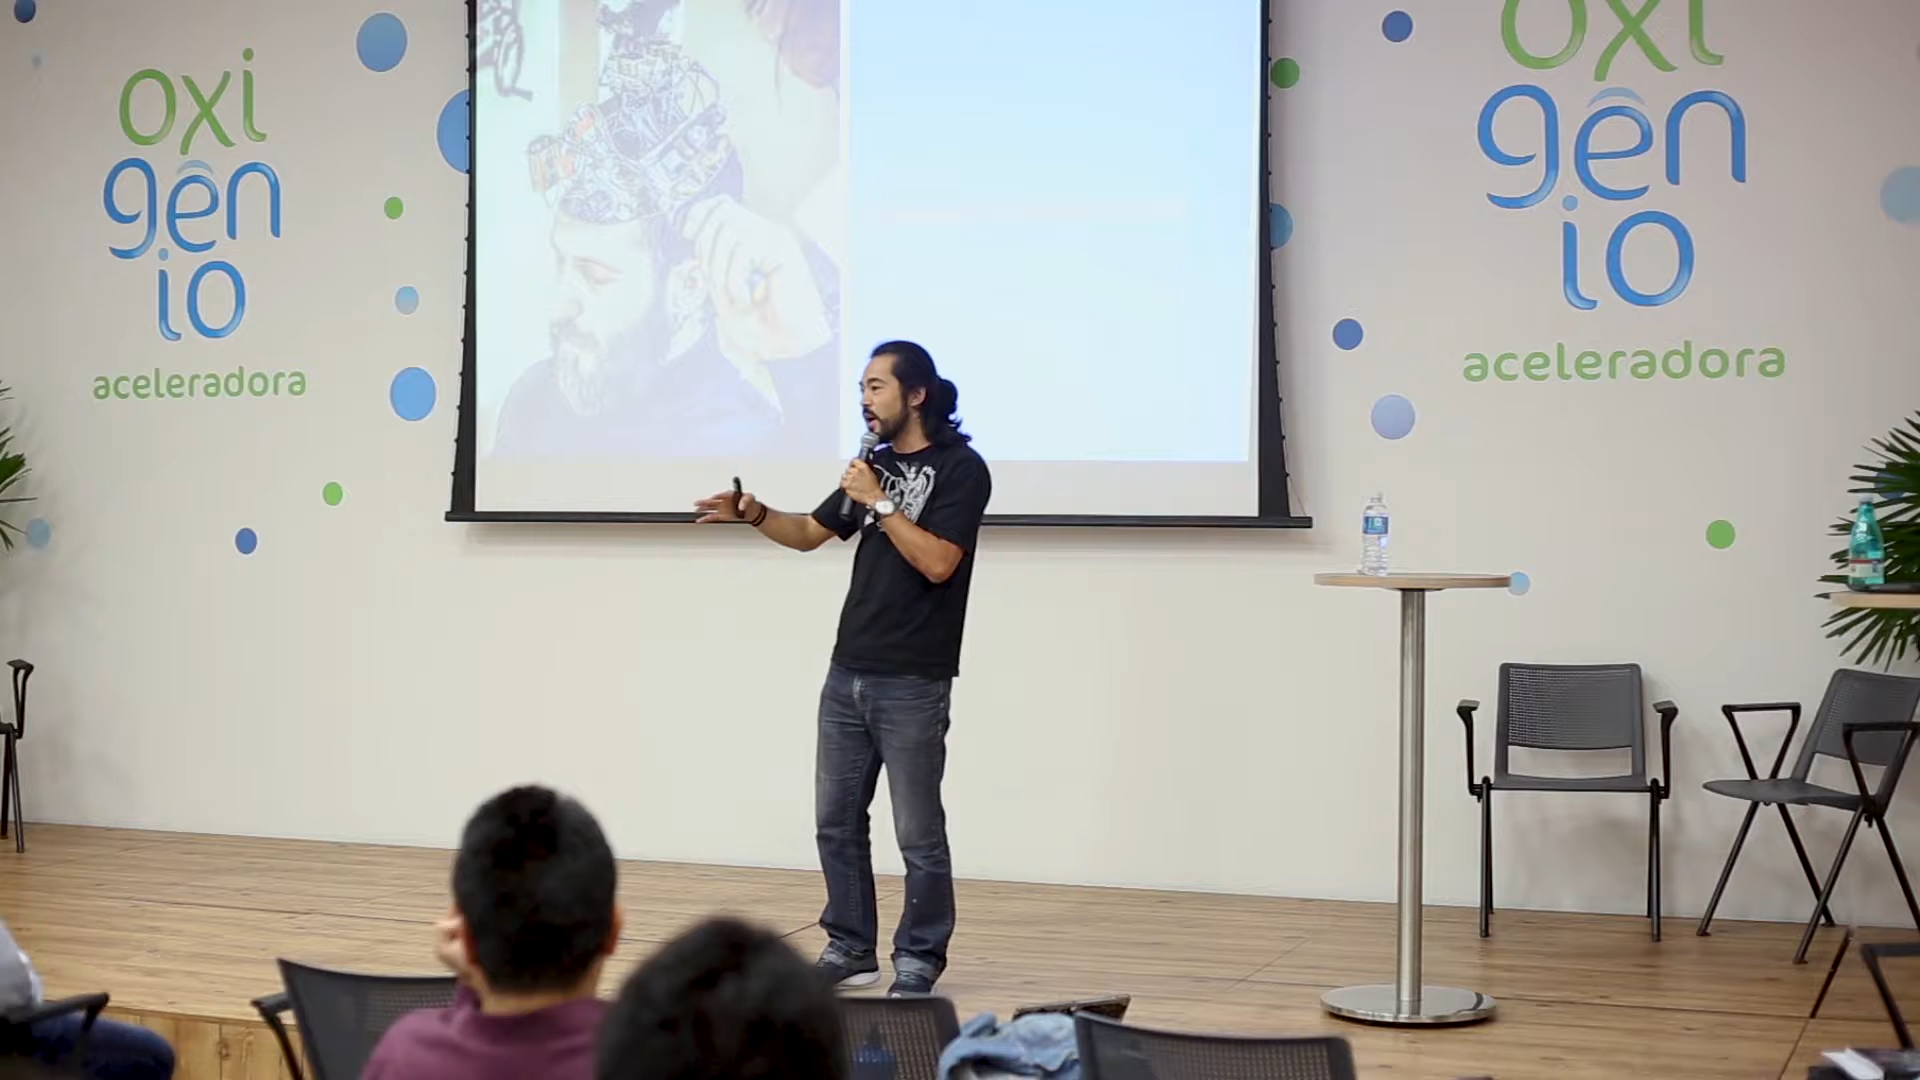 oxi
gên
io
aceleradora
oxi
gên
io
aceleradora